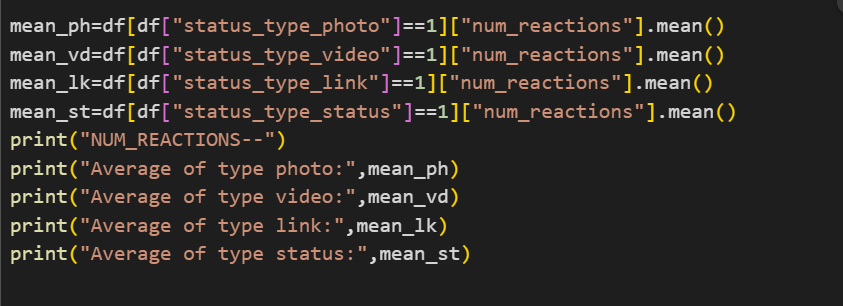 mean_ph=df[df["status_type_photo"]==1]["num_reactions"].mean()
mean_vd=df[df["status_type_video"]==1]["num_reactions"].mean()
mean_lk=df[df["status_type_link"]==1]["num_reactions"].mean()
mean_st=df[df["status_type_status"]==1]["num_reactions"].mean()
print("NUM_REACTIONS--")
print("Average of type photo:",mean_ph)
print("Average of type video:",mean_vd)
print("Average of type link:",mean_lk)
print("Average of type status:",mean_st)